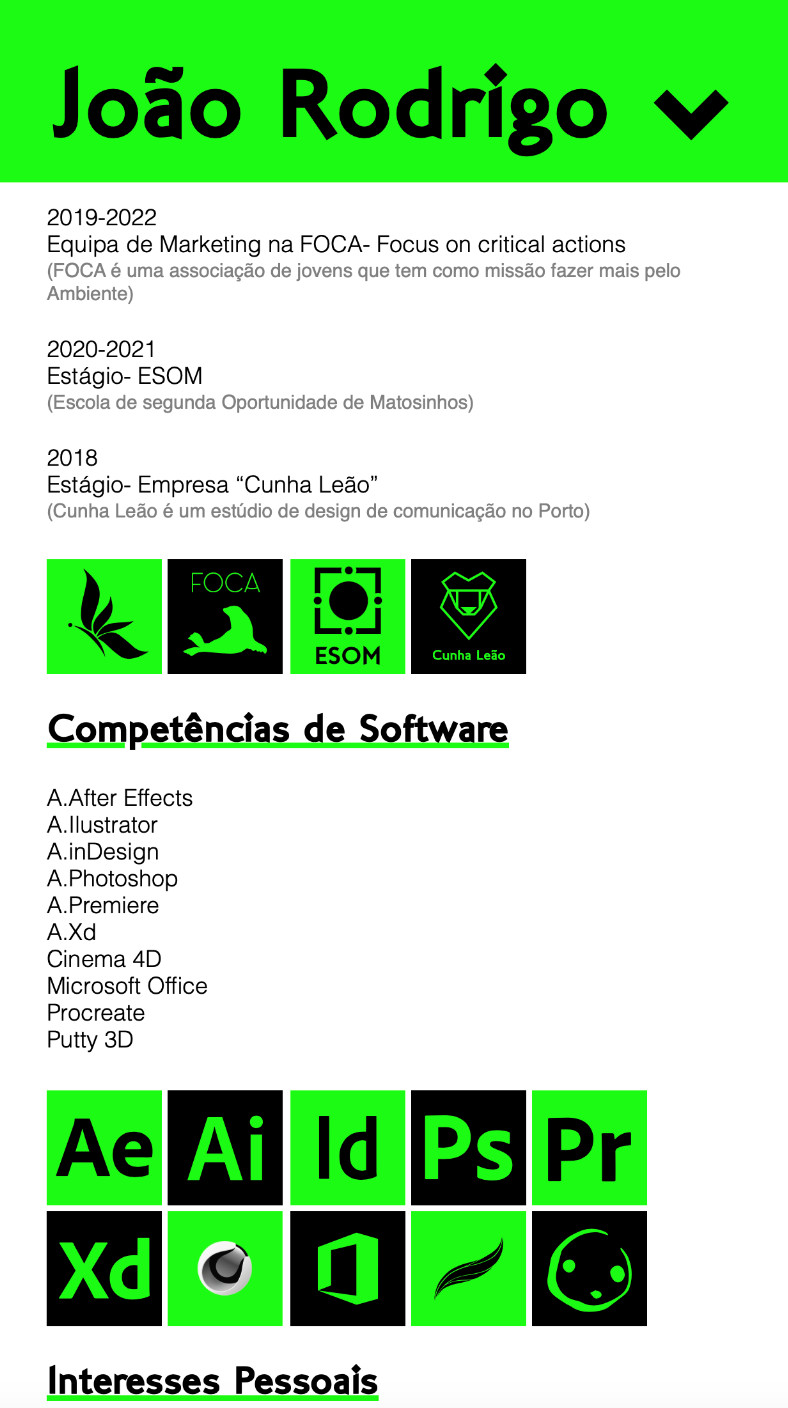 João Rodrigo
2019-2022
Equipa de Marketing na FOCA- Focus on critical actions
(FOCA é uma associação de jovens que tem como missão fazer mais pelo
Ambiente)
2020-2021
Estágio- ESOM
(Escola de segunda Oportunidade de Matosinhos)
2018
Estágio- Empresa “Cunha Leão”
(Cunha Leão é um estúdio de design de comunicação no Porto)
FOCA
ESOM
Cunha Leão
Competências de Software
A.After Effects
A.Ilustrator
A.inDesign
A.Photoshop
A.Premiere
A.Xd
Cinema 4D
Microsoft Office
Procreate
Putty 3D
Ae Ai Id Ps Pr
Xd
Interesses Pessoais